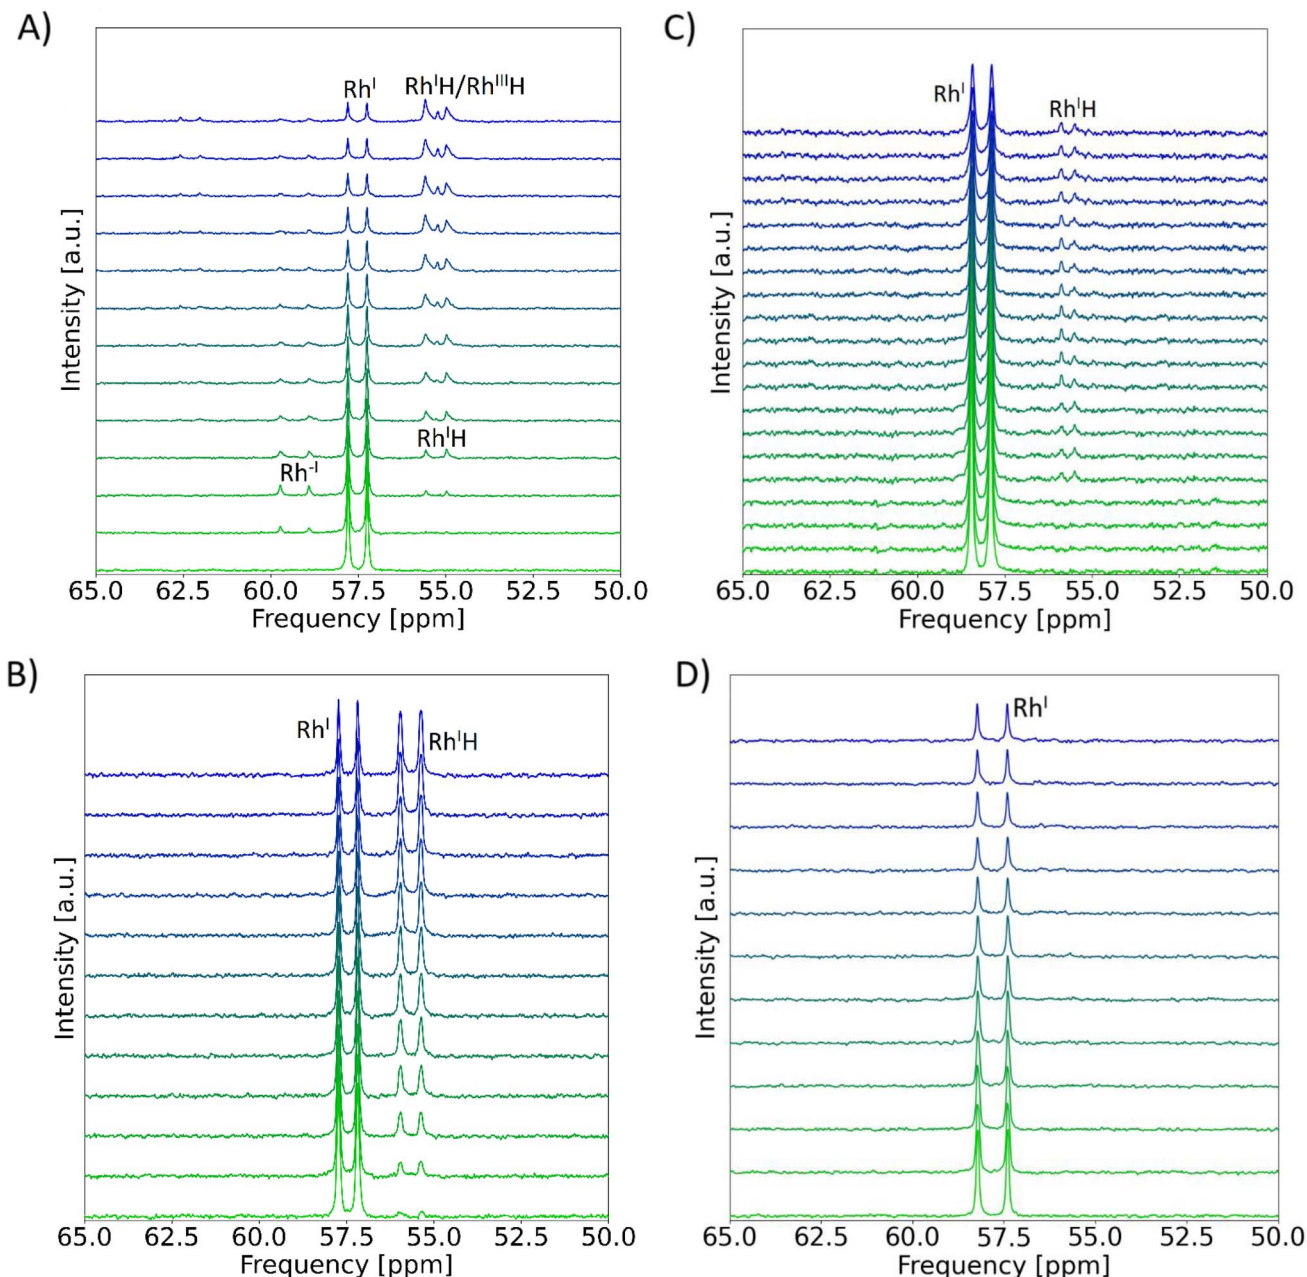 A)
Rh^I
Rh^IH/Rh^IIIH
Rh^IH
Rh^-I
Intensity [a.u.]
65.0 62.5 60.0 57.5 55.0 52.5 50.0
Frequency [ppm]
C)
Rh^I
Rh^IH
Intensity [a.u.]
65.0 62.5 60.0 57.5 55.0 52.5 50.0
Frequency [ppm]
B)
Rh^I
Rh^IH
Intensity [a.u.]
65.0 62.5 60.0 57.5 55.0 52.5 50.0
Frequency [ppm]
D)
Rh^I
Intensity [a.u.]
65.0 62.5 60.0 57.5 55.0 52.5 50.0
Frequency [ppm]